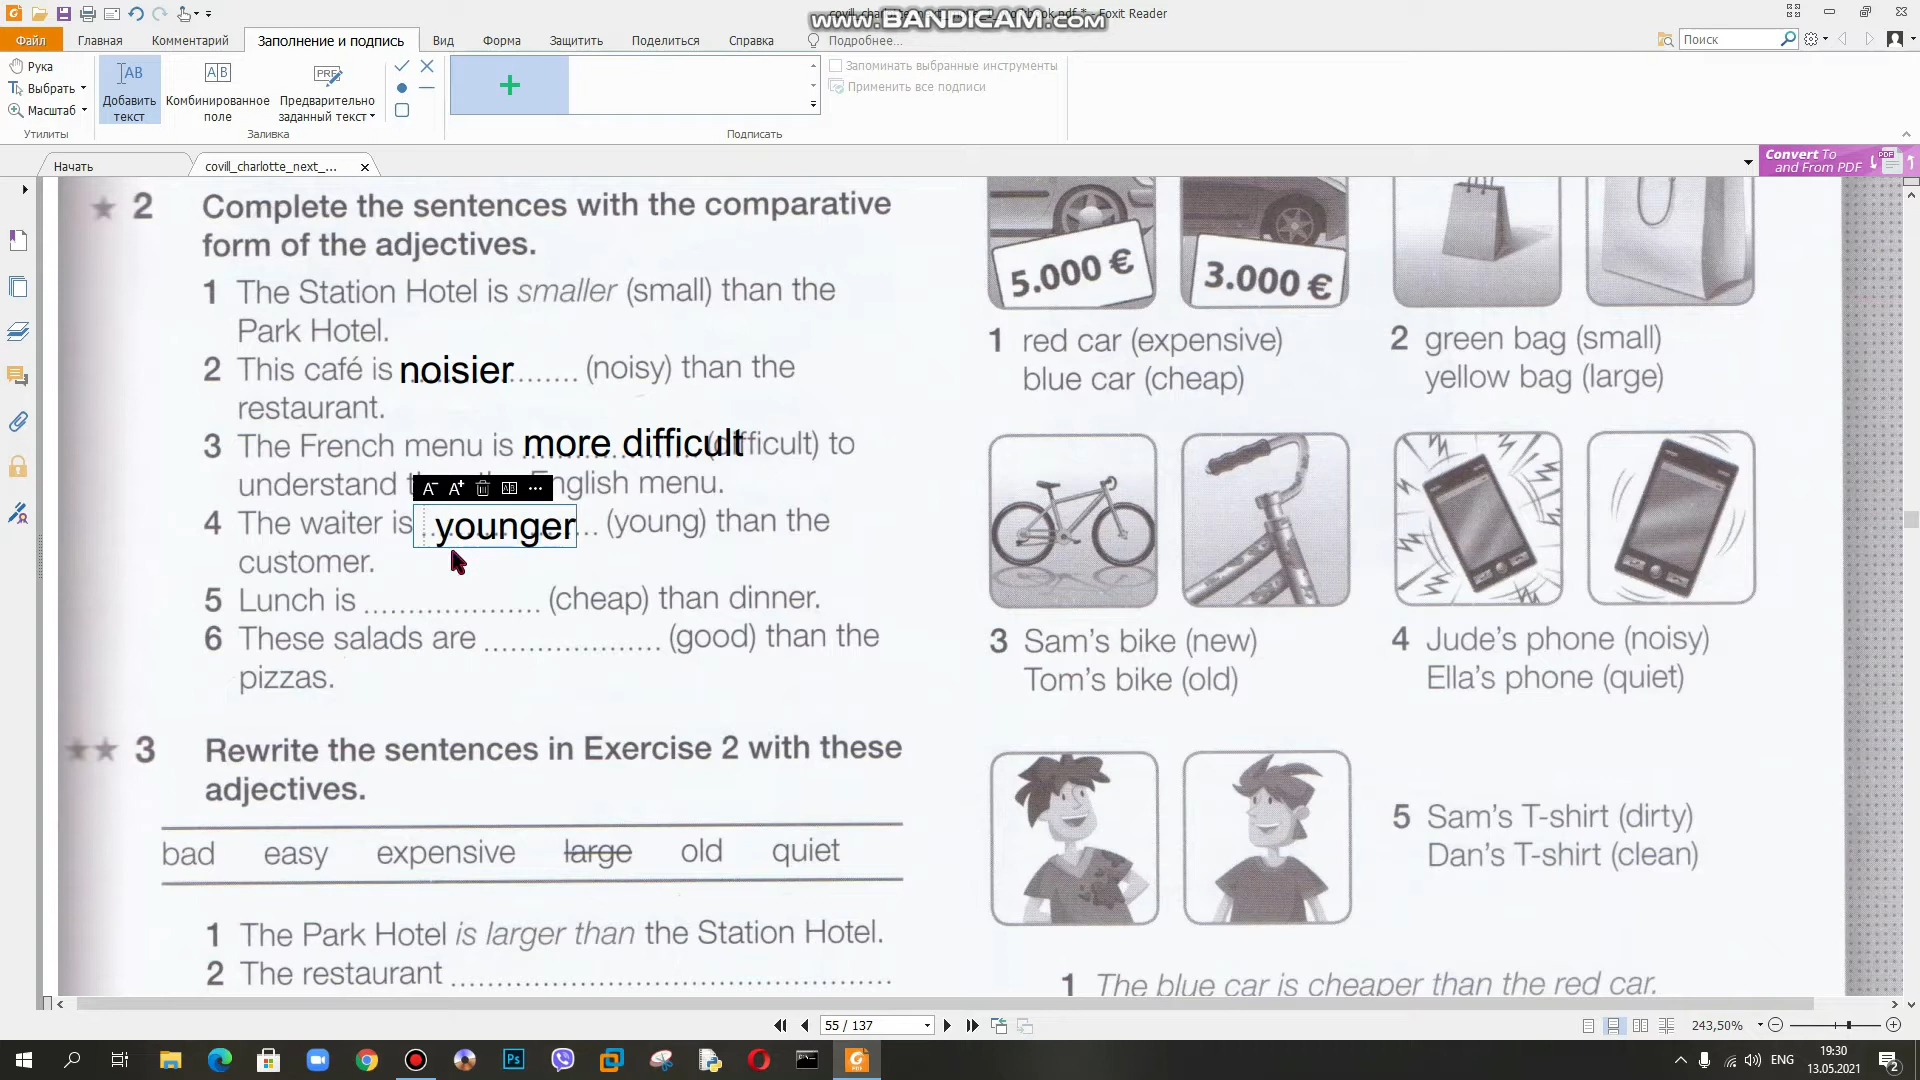 covill_charlotte_next_move_1_workbook.pdf * - Foxit Reader
www.BANDICAM.com
Файл Главная Комментарий Заполнение и подпись Вид Форма Защитить Поделиться Справка Подробнее... Поиск
Рука
Выбрать
Масштаб
Утилиты
Добавить текст
Комбинированное поле
Предварительно заданный текст
Заливка
Запоминать выбранные инструменты
Применить все подписи
Подписать
Начать covill_charlotte_next_...
Convert To
and From PDF
2 Complete the sentences with the comparative
form of the adjectives.
1 The Station Hotel is smaller (small) than the
Park Hotel.
2 This café is noisier (noisy) than the
restaurant.
3 The French menu is more difficult (difficult) to
understand than the English menu.
4 The waiter is younger (young) than the
customer.
5 Lunch is .................... (cheap) than dinner.
6 These salads are .................... (good) than the
pizzas.
3 Rewrite the sentences in Exercise 2 with these
adjectives.
bad easy expensive large old quiet
1 The Park Hotel is larger than the Station Hotel.
2 The restaurant ..................................................
5.000 €
3.000 €
1 red car (expensive)
blue car (cheap)
2 green bag (small)
yellow bag (large)
3 Sam's bike (new)
Tom's bike (old)
4 Jude's phone (noisy)
Ella's phone (quiet)
5 Sam's T-shirt (dirty)
Dan's T-shirt (clean)
1 The blue car is cheaper than the red car.
55 / 137
243,50%
ENG
19:30
13.05.2021